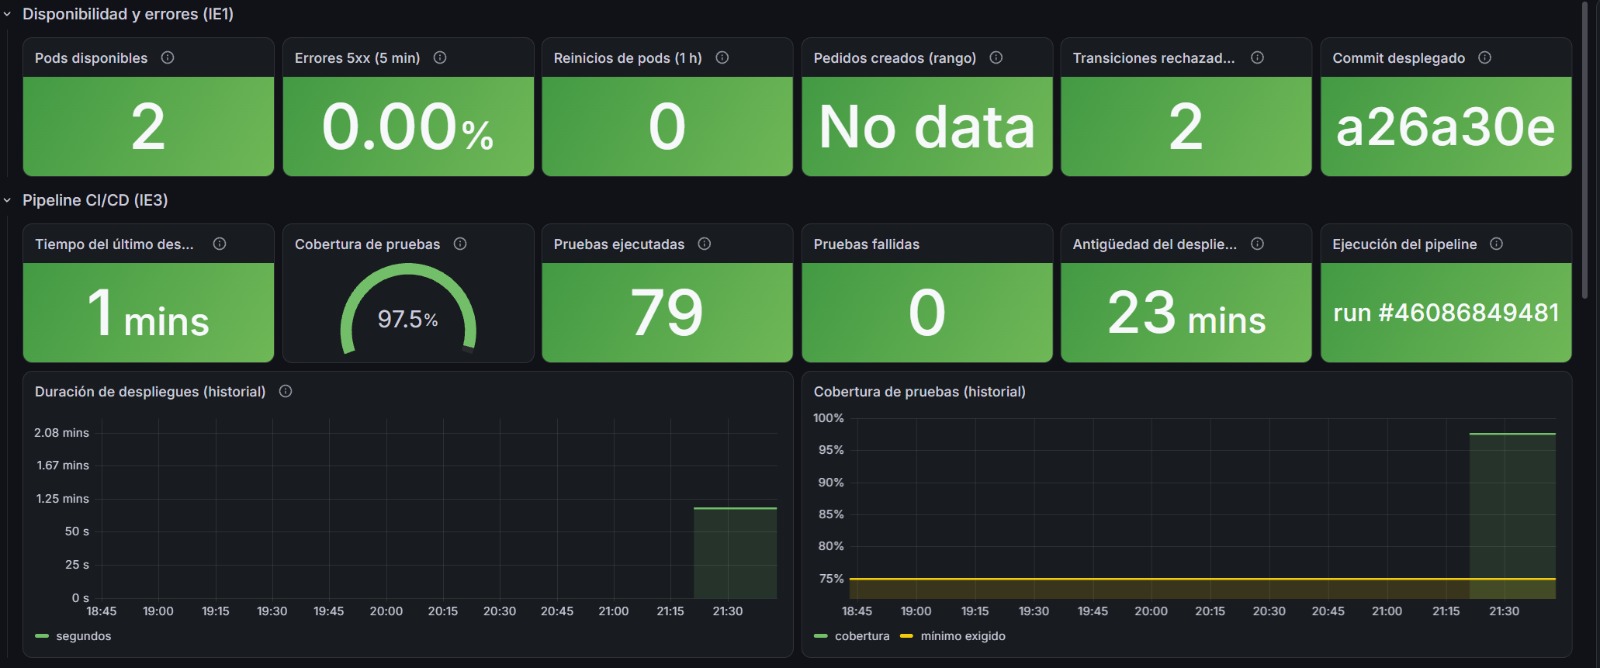 Disponibilidad y errores (IE1)
Pods disponibles
2
Errores 5xx (5 min)
0.00%
Reinicios de pods (1 h)
0
Pedidos creados (rango)
No data
Transiciones rechazad...
2
Commit desplegado
a26a30e
Pipeline CI/CD (IE3)
Tiempo del último des...
1 mins
Cobertura de pruebas
97.5%
Pruebas ejecutadas
79
Pruebas fallidas
0
Antigüedad del desplie...
23 mins
Ejecución del pipeline
run #46086849481
Duración de despliegues (historial)
2.08 mins
1.67 mins
1.25 mins
50 s
25 s
0 s
18:45 19:00 19:15 19:30 19:45 20:00 20:15 20:30 20:45 21:00 21:15 21:30
segundos
Cobertura de pruebas (historial)
100%
95%
90%
85%
80%
75%
18:45 19:00 19:15 19:30 19:45 20:00 20:15 20:30 20:45 21:00 21:15 21:30
cobertura mínimo exigido